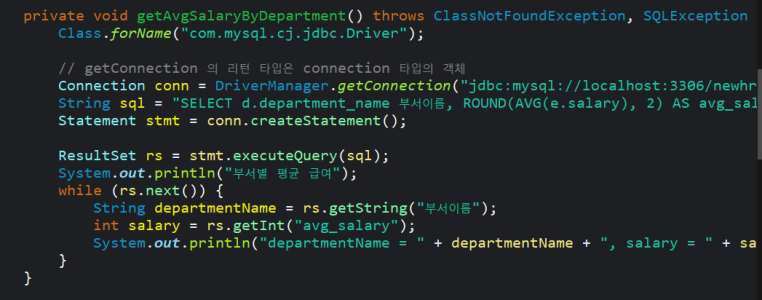 private void getAvgSalaryByDepartment() throws ClassNotFoundException, SQLException
Class.forName("com.mysql.cj.jdbc.Driver");
// getConnection 의 리턴 타입은 connection 타입의 객체
Connection conn = DriverManager.getConnection("jdbc:mysql://localhost:3306/newhr
String sql = "SELECT d.department_name 부서이름, ROUND(AVG(e.salary), 2) AS avg_sal
Statement stmt = conn.createStatement();
ResultSet rs = stmt.executeQuery(sql);
System.out.println("부서별 평균 급여");
while (rs.next()) {
String departmentName = rs.getString("부서이름");
int salary = rs.getInt("avg_salary");
System.out.println("departmentName = " + departmentName + ", salary = " + sa
}
}